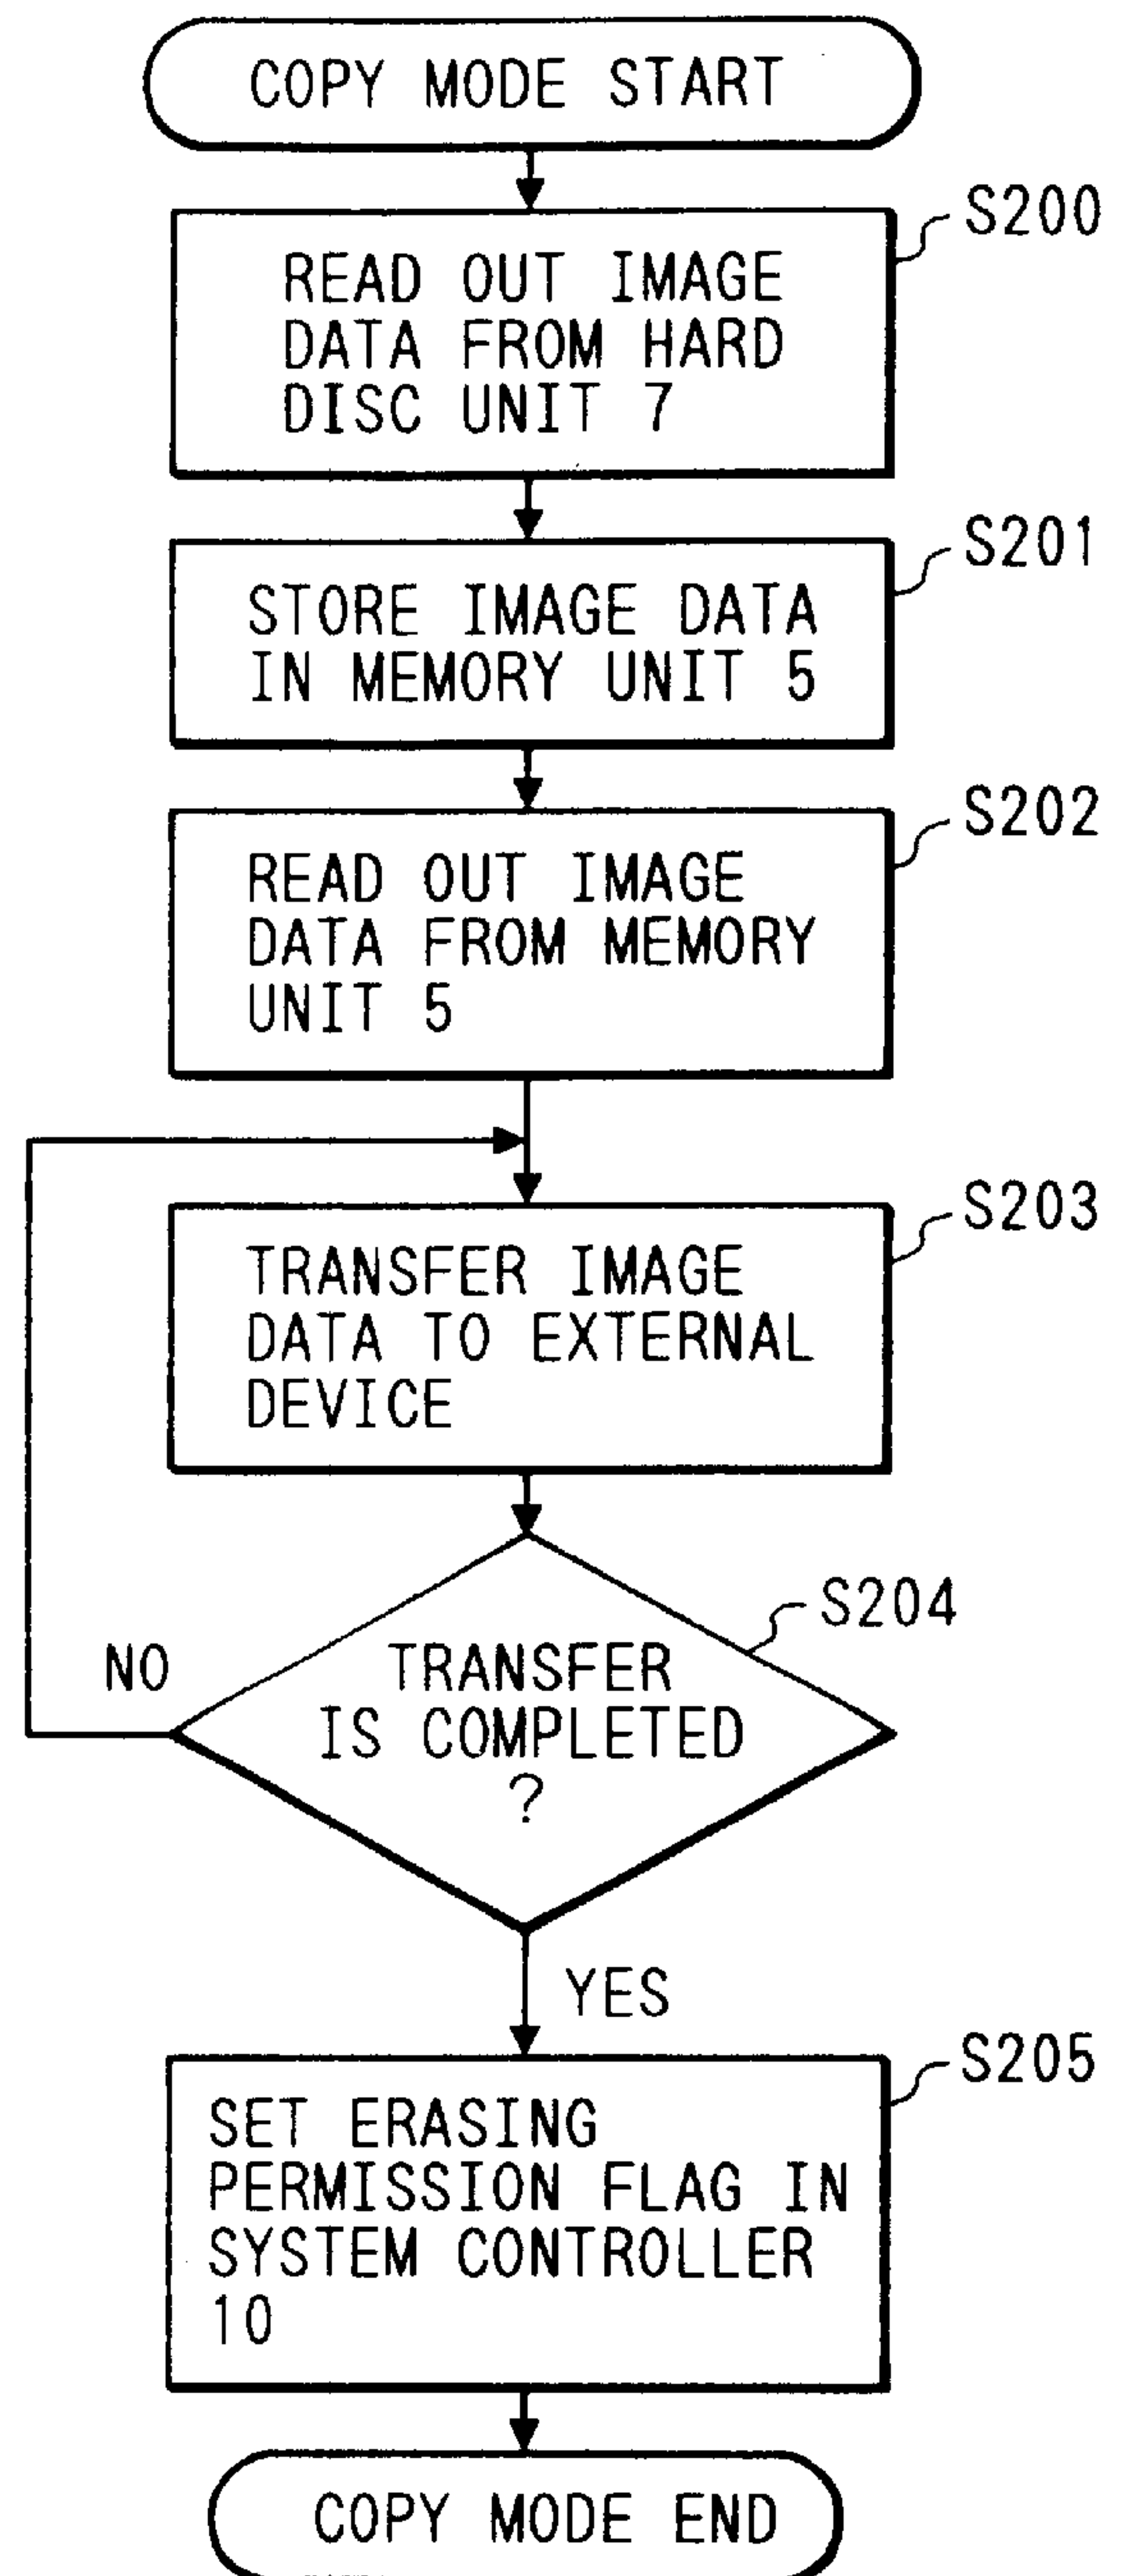 COPY MODE START
S200
READ OUT IMAGE
DATA FROM HARD
DISC UNIT 7
S201
STORE IMAGE DATA
IN MEMORY UNIT 5
S202
READ OUT IMAGE
DATA FROM MEMORY
UNIT 5
S203
TRANSFER IMAGE
DATA TO EXTERNAL
DEVICE
S204
NO
TRANSFER
IS COMPLETED
?
YES
S205
SET ERASING
PERMISSION FLAG IN
SYSTEM CONTROLLER
10
COPY MODE END